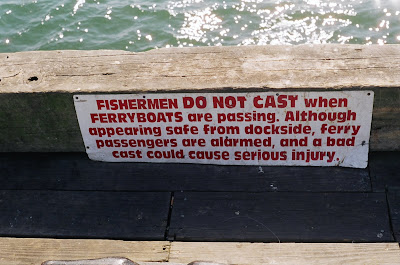 FISHERMEN DO NOT CAST when
FERRYBOATS are passing. Although
appearing safe from dockside, ferry
passengers are alarmed, and a bad
cast could cause serious injury.